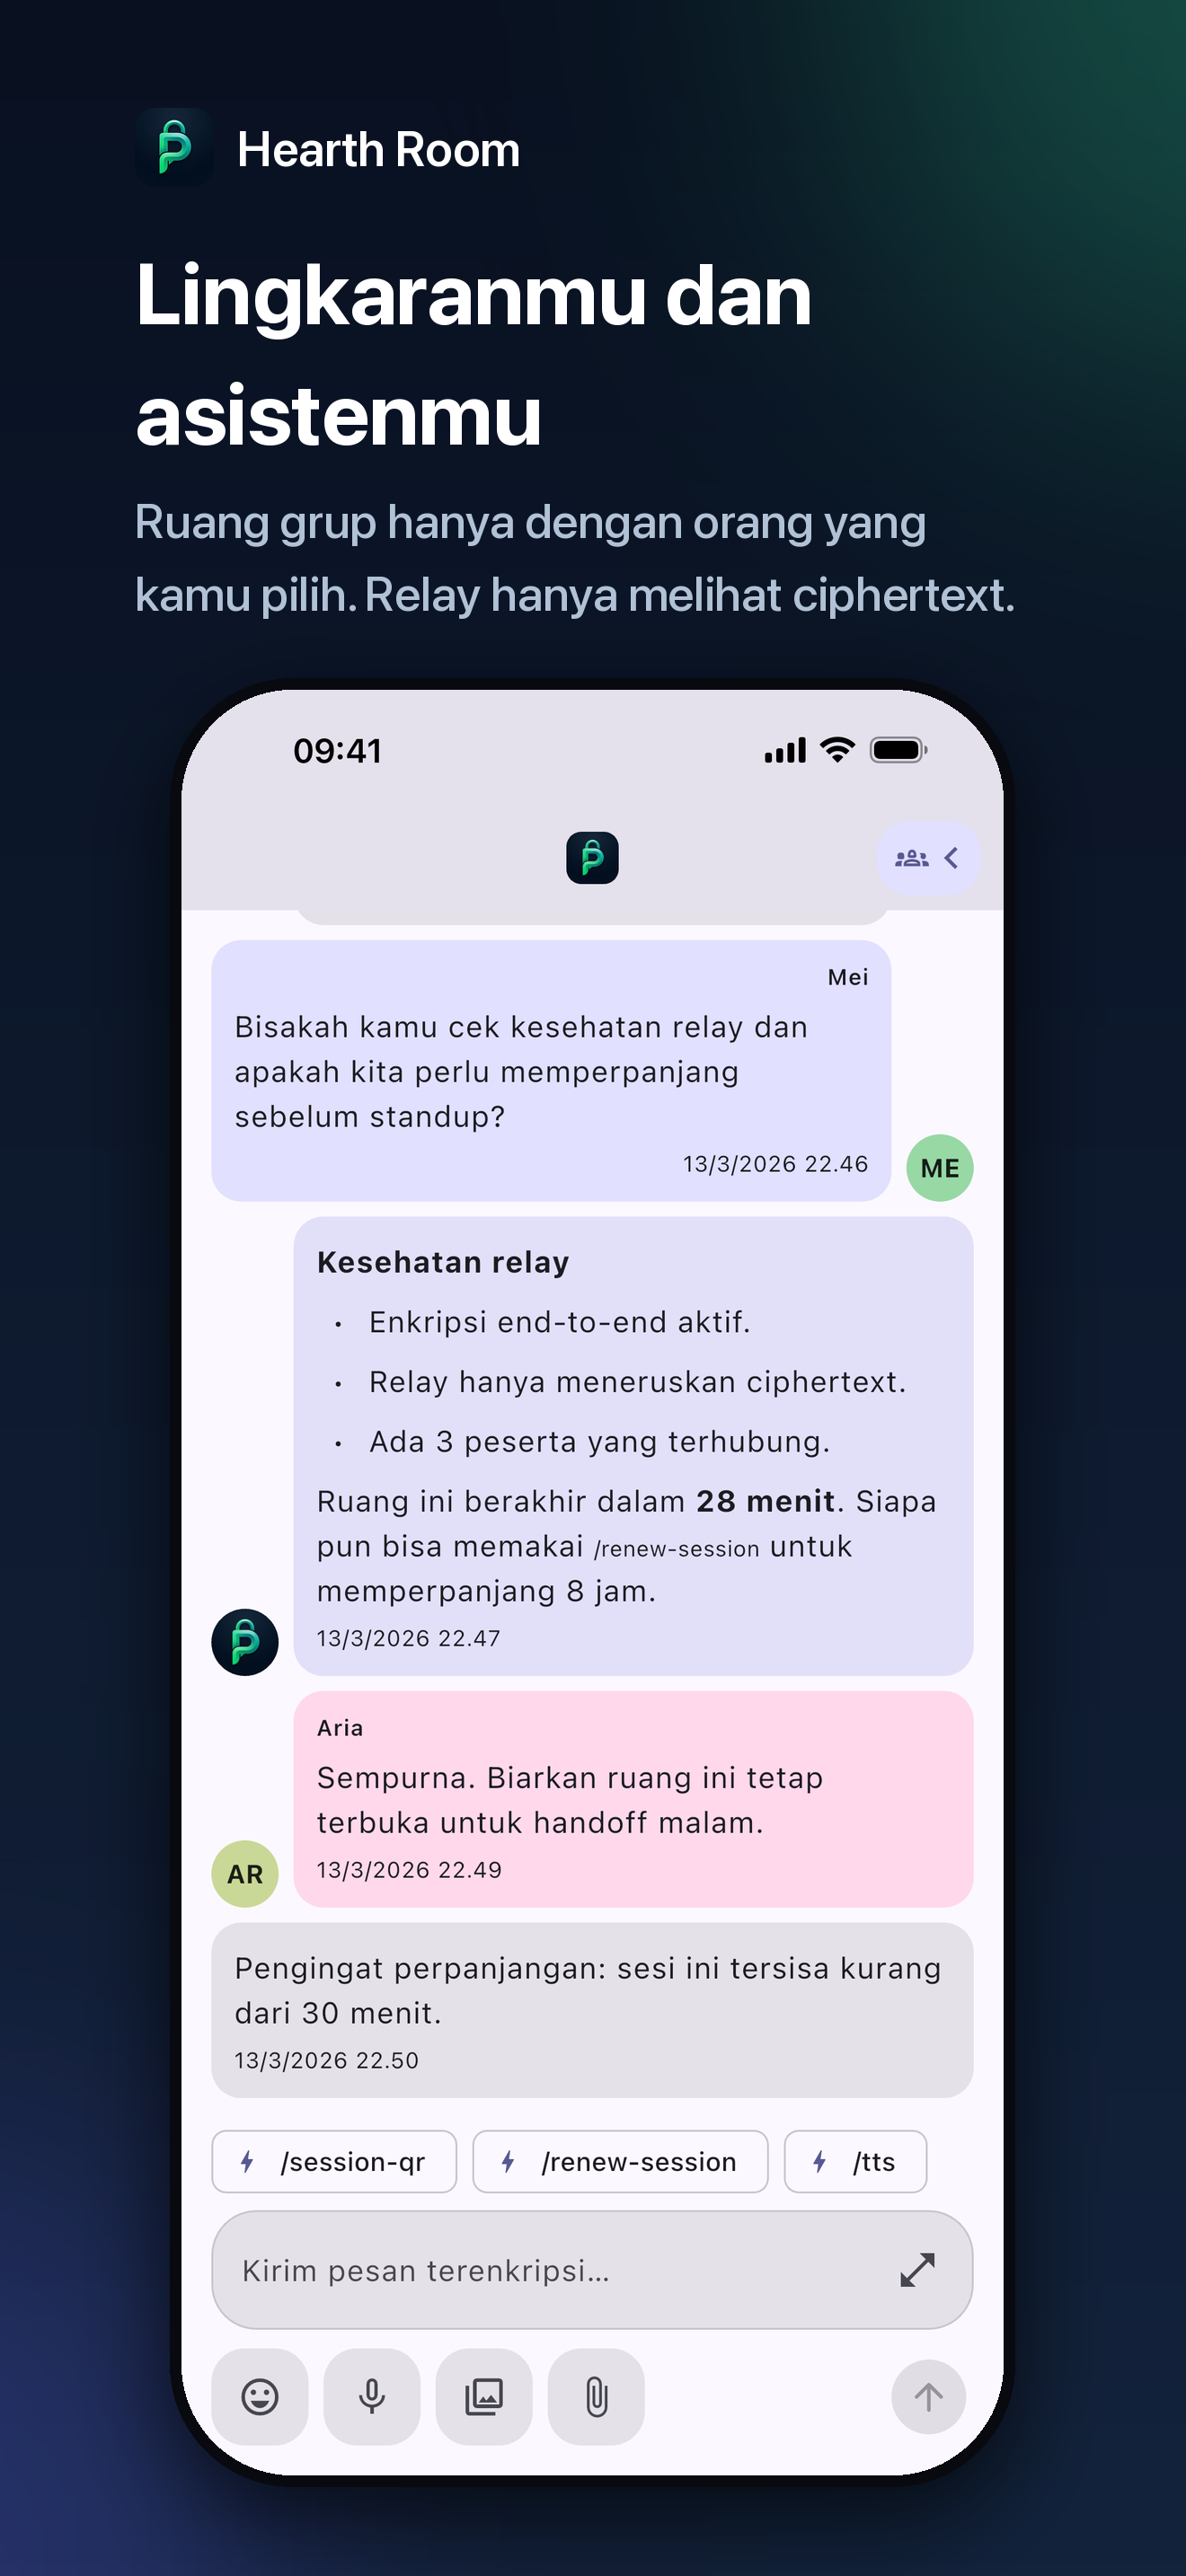 Hearth Room
Lingkaranmu dan
asistenmu
Ruang grup hanya dengan orang yang
kamu pilih. Relay hanya melihat ciphertext.
09:41
Mei
Bisakah kamu cek kesehatan relay dan
apakah kita perlu memperpanjang
sebelum standup?
13/3/2026 22.46
ME
Kesehatan relay
• Enkripsi end-to-end aktif.
• Relay hanya meneruskan ciphertext.
• Ada 3 peserta yang terhubung.
Ruang ini berakhir dalam 28 menit. Siapa
pun bisa memakai /renew-session untuk
memperpanjang 8 jam.
13/3/2026 22.47
Aria
Sempurna. Biarkan ruang ini tetap
terbuka untuk handoff malam.
13/3/2026 22.49
AR
Pengingat perpanjangan: sesi ini tersisa kurang
dari 30 menit.
13/3/2026 22.50
/session-qr /renew-session /tts
Kirim pesan terenkripsi...